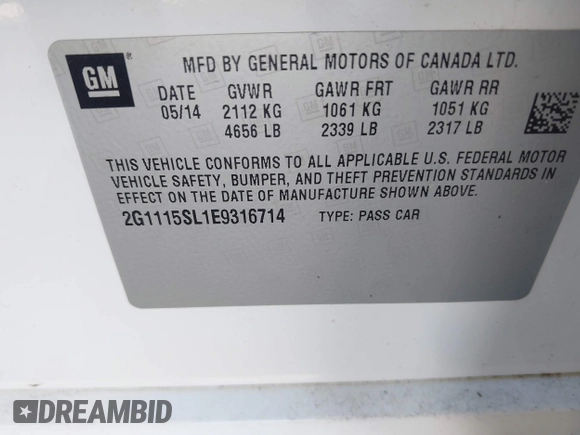 GM
MFD BY GENERAL MOTORS OF CANADA LTD.
DATE GVWR GAWR FRT GAWR RR
05/14 2112 KG 1061 KG 1051 KG
4656 LB 2339 LB 2317 LB
THIS VEHICLE CONFORMS TO ALL APPLICABLE U.S. FEDERAL MOTOR
VEHICLE SAFETY, BUMPER, AND THEFT PREVENTION STANDARDS IN
EFFECT ON THE DATE OF MANUFACTURE SHOWN ABOVE.
2G1115SL1E9316714 TYPE: PASS CAR
DREAMBID